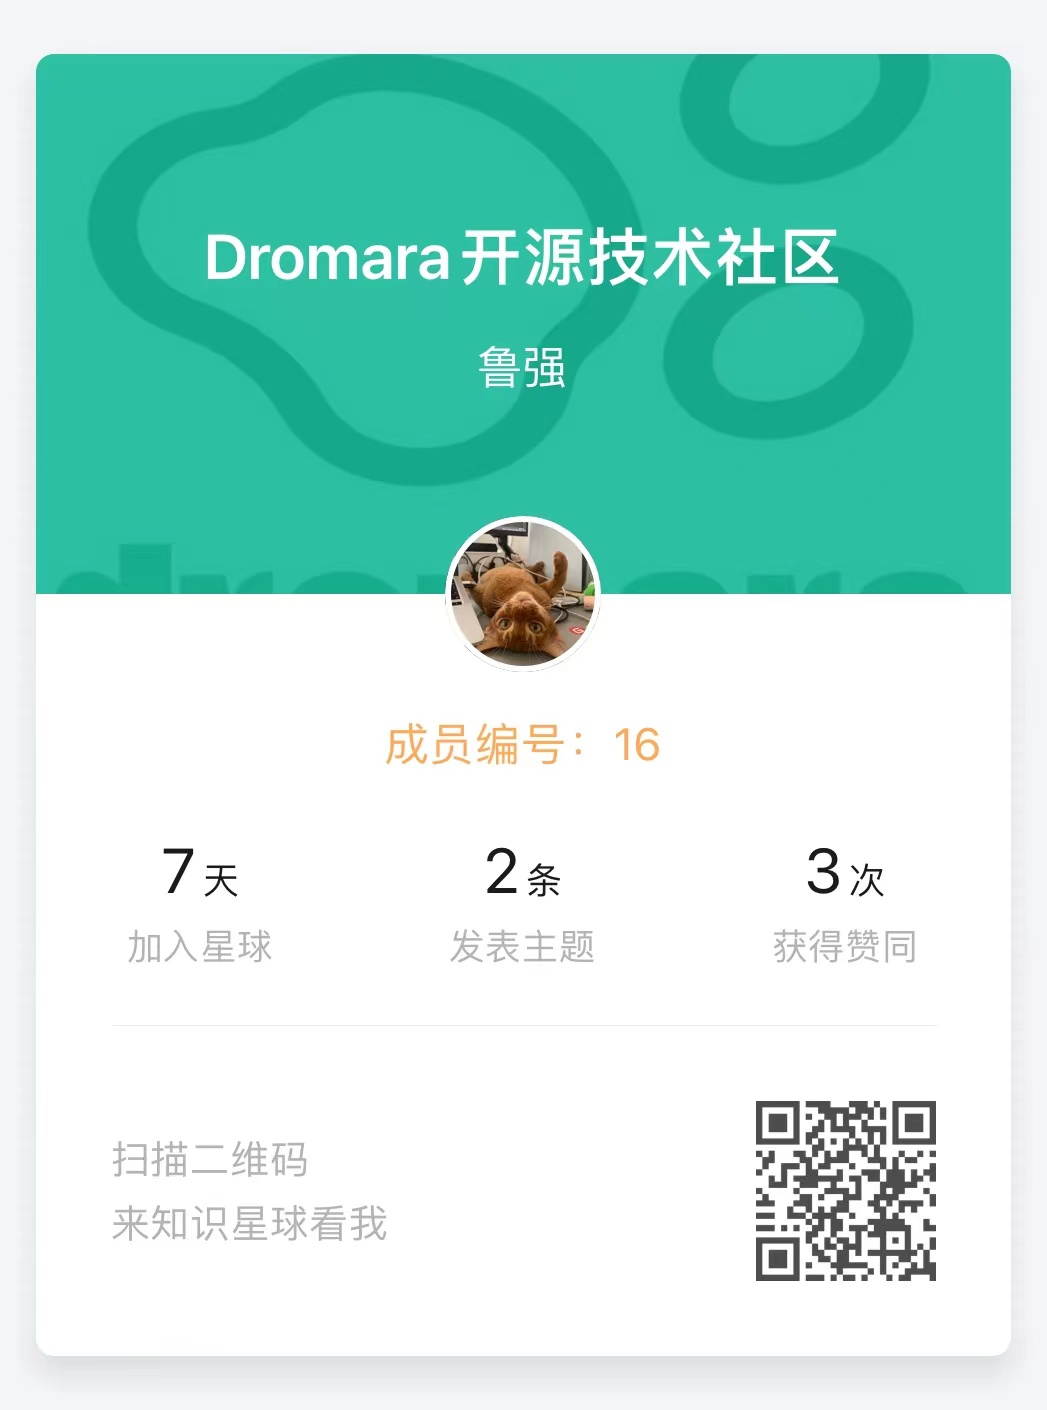 Dromara开源技术社区
鲁强
成员编号：16
7天
加入星球
2条
发表主题
3次
获得赞同
扫描二维码
来知识星球看我